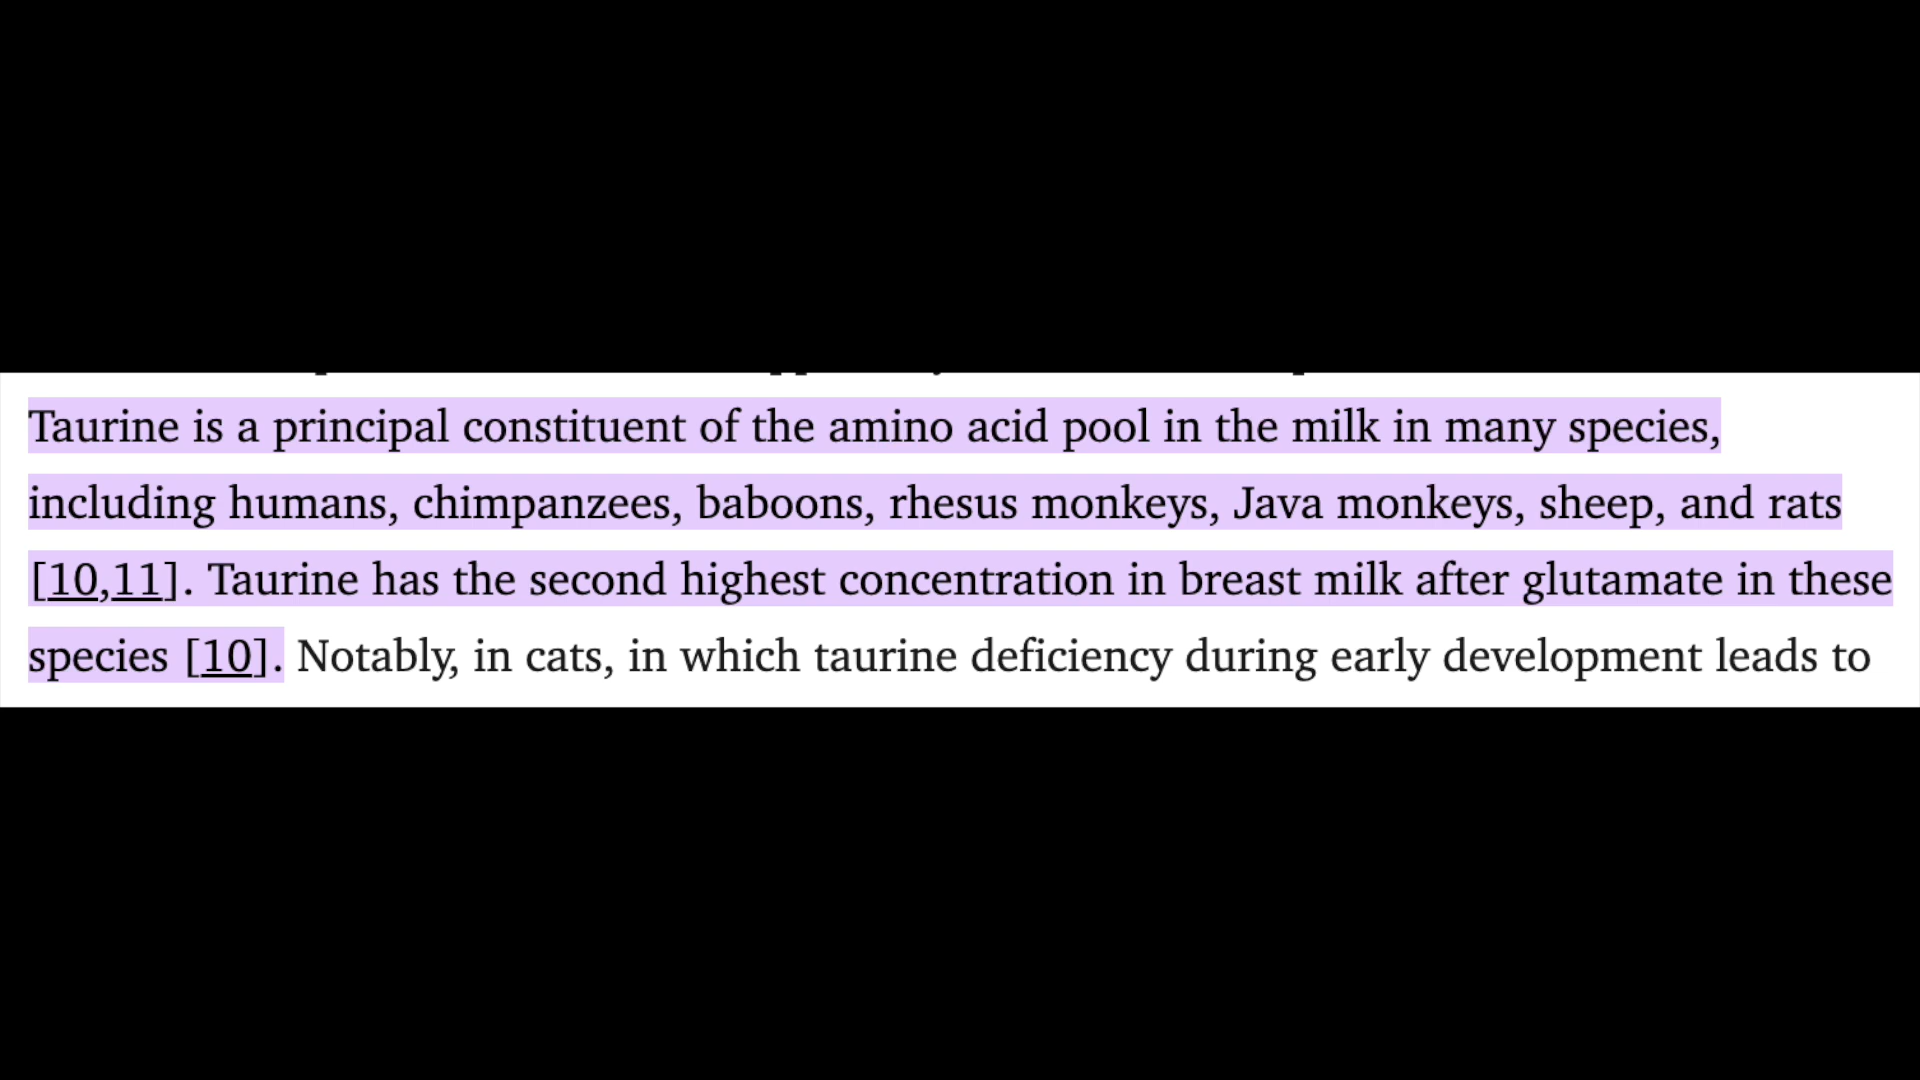 Taurine is a principal constituent of the amino acid pool in the milk in many species,
including humans, chimpanzees, baboons, rhesus monkeys, Java monkeys, sheep, and rats
[10,11]. Taurine has the second highest concentration in breast milk after glutamate in these
species [10]. Notably, in cats, in which taurine deficiency during early development leads to